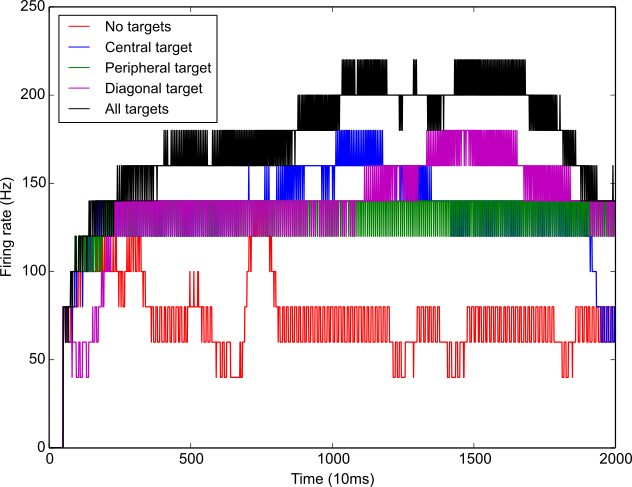 250
200
150
100
50
0
Firing rate (Hz)
No targets
Central target
Peripheral target
Diagonal target
All targets
0 500 1000 1500 2000
Time (10ms)